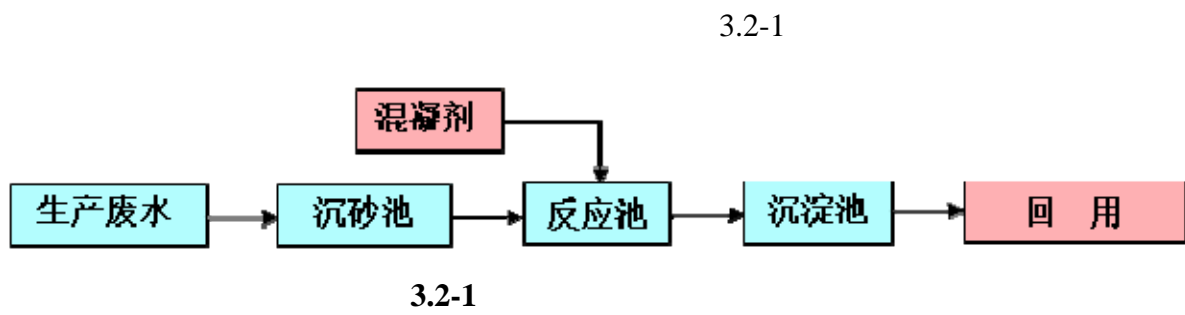 3.2-1
混凝剂
生产废水
沉砂池
反应池
沉淀池
回 用
3.2-1